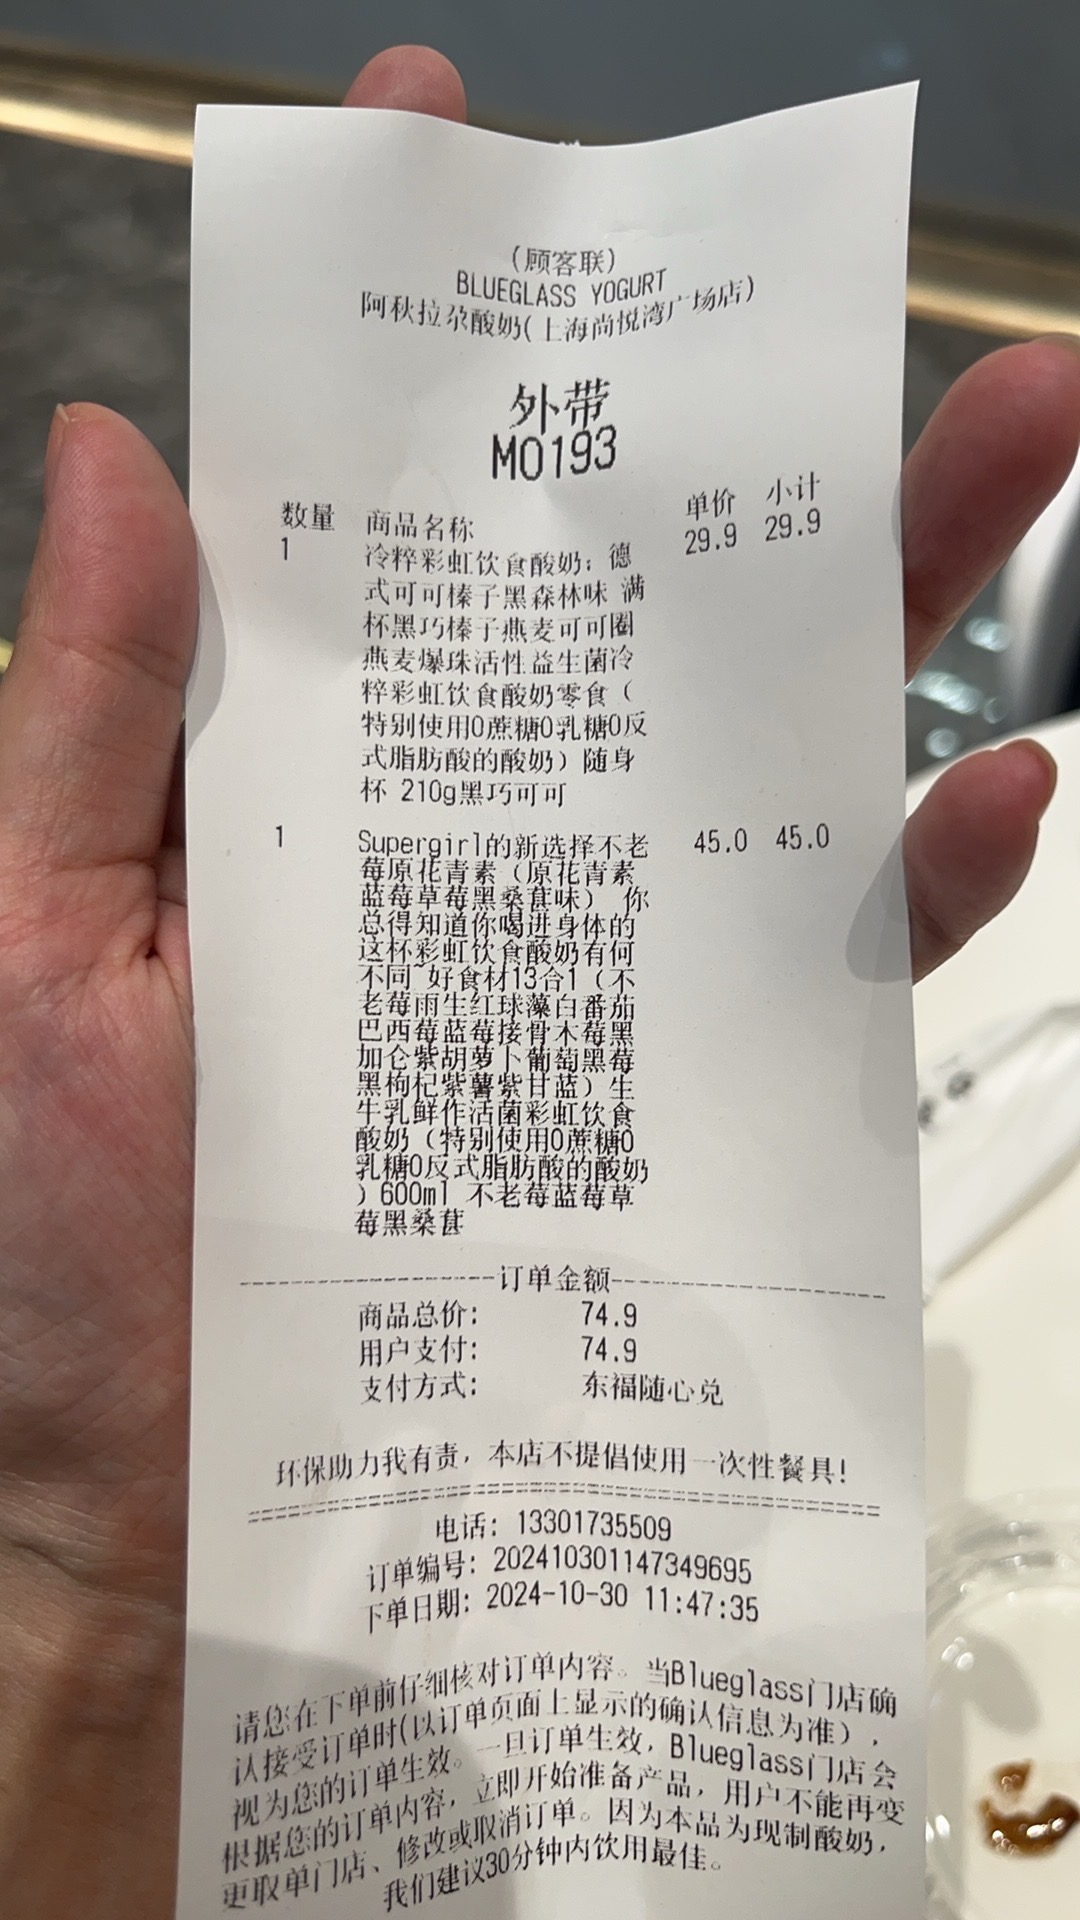 (顾客联)
BLUEGLASS YOGURT
阿秋拉尕酸奶(上海尚悦湾广场店)
外带
M0193
数量 商品名称 单价 小计
1 冷粹彩虹饮食酸奶：德 29.9 29.9
式可可榛子黑森林味 满
杯黑巧榛子燕麦可可圈
燕麦爆珠活性益生菌冷
粹彩虹饮食酸奶零食（
特别使用0蔗糖0乳糖0反
式脂肪酸的酸奶）随身
杯 210g黑巧可可
1 Supergirl的新选择不老 45.0 45.0
莓原花青素（原花青素
蓝莓草莓黑桑葚味） 你
总得知道你喝进身体的
这杯彩虹饮食酸奶有何
不同~好食材13合1（不
老莓雨生红球藻白番茄
巴西莓蓝莓接骨木莓黑
加仑紫胡萝卜葡萄黑莓
黑枸杞紫薯紫甘蓝）生
牛乳鲜作活菌彩虹饮食
酸奶（特别使用0蔗糖0
乳糖0反式脂肪酸的酸奶
）600ml 不老莓蓝莓草
莓黑桑葚
订单金额
商品总价： 74.9
用户支付： 74.9
支付方式： 东福随心兑
环保助力我有责，本店不提倡使用一次性餐具!
电话: 13301735509
订单编号: 202410301147349695
下单日期: 2024-10-30 11:47:35
请您在下单前仔细核对订单内容。当Blueglass门店确
认接受订单时(以订单页面上显示的确认信息为准)，
视为您的订单生效。一旦订单生效，Blueglass门店会
根据您的订单内容，立即开始准备产品，用户不能再变
更取单门店、修改或取消订单。因为本品为现制酸奶，
我们建议30分钟内饮用最佳。